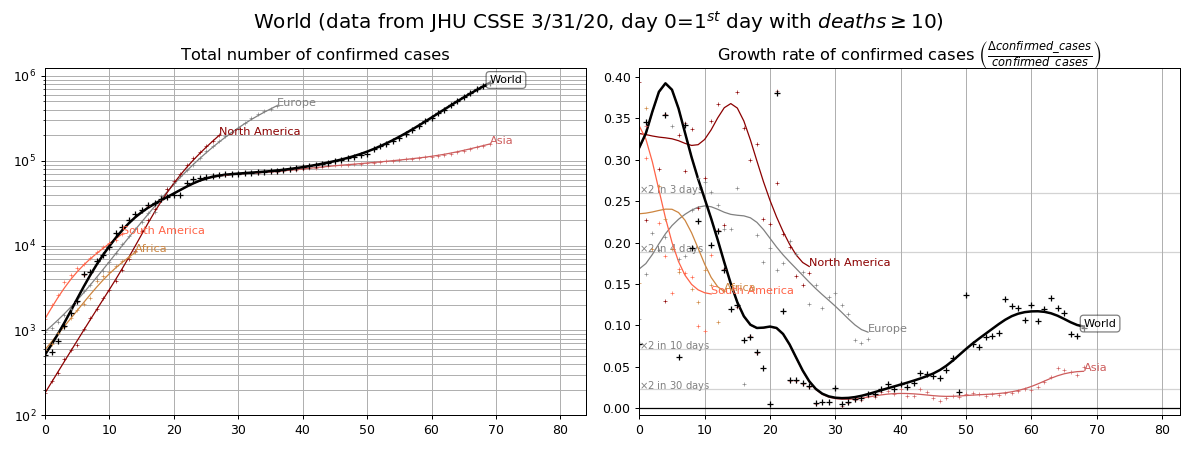 World (data from JHU CSSE 3/31/20, day 0=1st day with deaths ≥ 10)
Total number of confirmed cases
10^6
10^5
10^4
10^3
10^2
World
Europe
North America
Asia
South America
Africa
0 10 20 30 40 50 60 70 80
Growth rate of confirmed cases (Δconfirmed_cases / confirmed_cases)
0.40
0.35
0.30
0.25
0.20
0.15
0.10
0.05
0.00
×2 in 3 days
×2 in 4 days
×2 in 10 days
×2 in 30 days
North America
Africa
South America
Europe
World
Asia
0 10 20 30 40 50 60 70 80